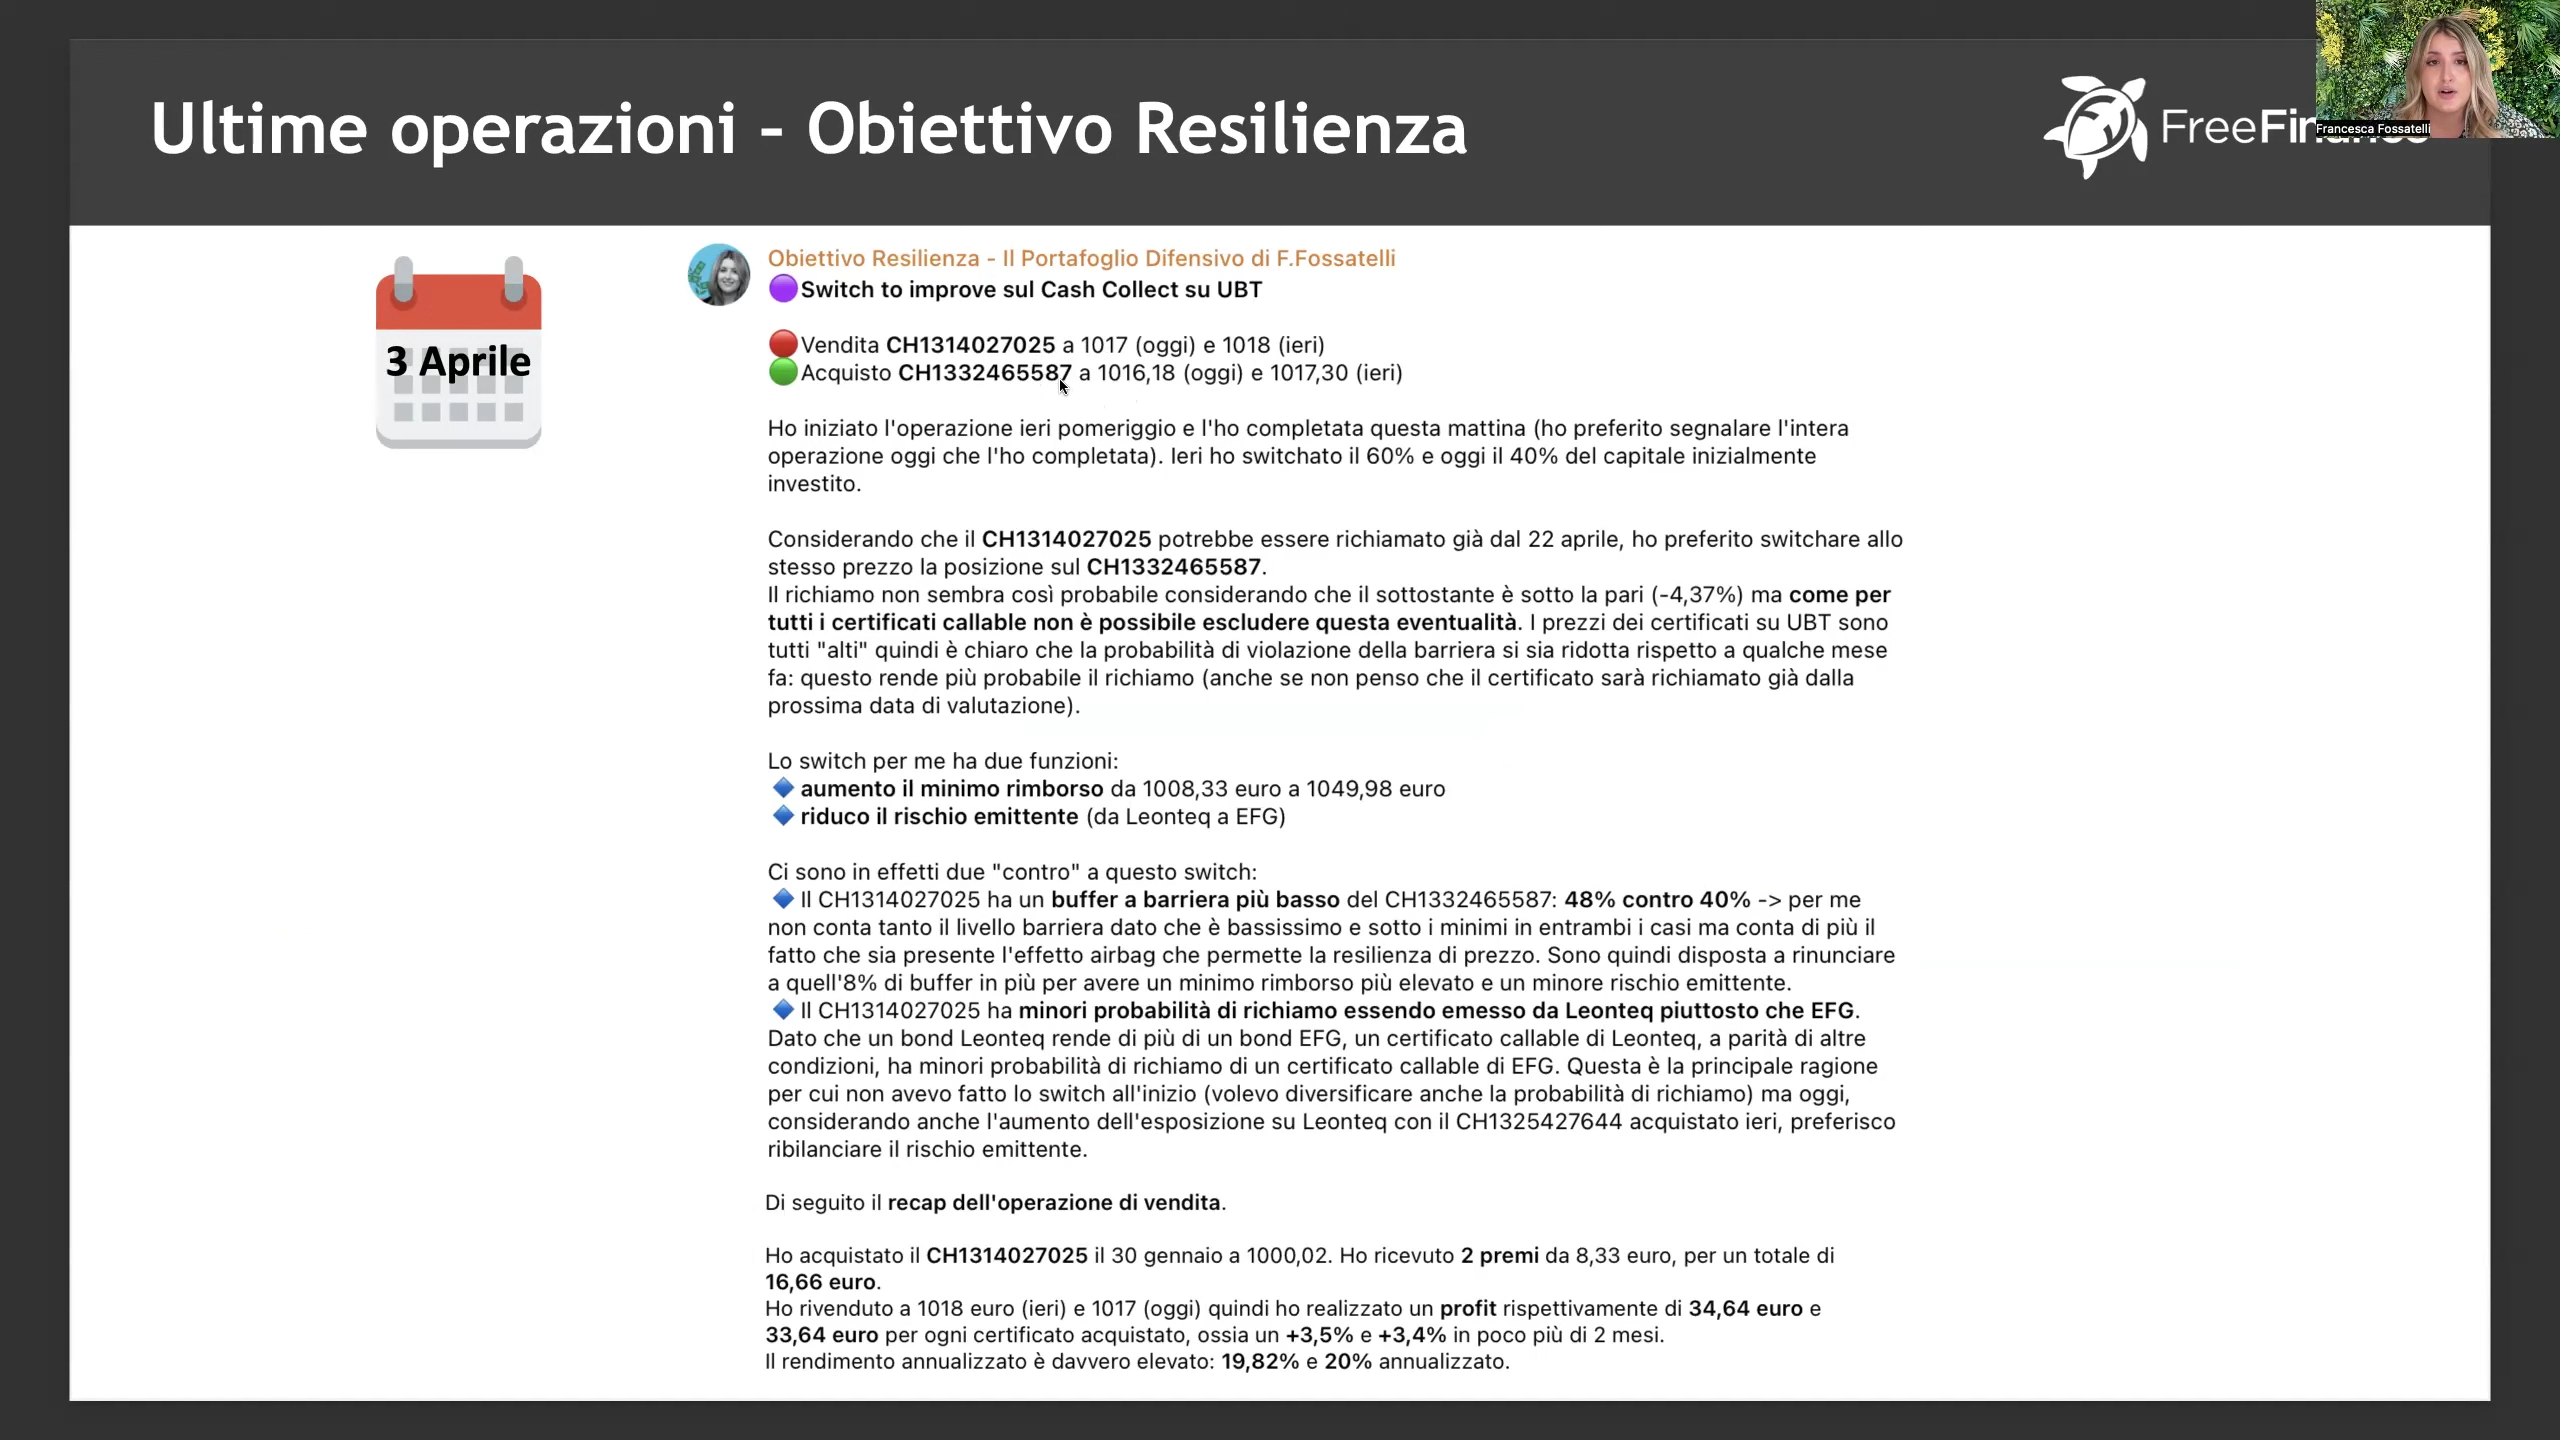 Ultime operazioni - Obiettivo Resilienza
FreeFin
Francesca Fossatelli
3 Aprile
Obiettivo Resilienza - Il Portafoglio Difensivo di F.Fossatelli
Switch to improve sul Cash Collect su UBT
Vendita CH1314027025 a 1017 (oggi) e 1018 (ieri)
Acquisto CH1332465587 a 1016,18 (oggi) e 1017,30 (ieri)
Ho iniziato l'operazione ieri pomeriggio e l'ho completata questa mattina (ho preferito segnalare l'intera
operazione oggi che l'ho completata). Ieri ho switchato il 60% e oggi il 40% del capitale inizialmente
investito.
Considerando che il CH1314027025 potrebbe essere richiamato già dal 22 aprile, ho preferito switchare allo
stesso prezzo la posizione sul CH1332465587.
Il richiamo non sembra così probabile considerando che il sottostante è sotto la pari (-4,37%) ma come per
tutti i certificati callable non è possibile escludere questa eventualità. I prezzi dei certificati su UBT sono
tutti "alti" quindi è chiaro che la probabilità di violazione della barriera si sia ridotta rispetto a qualche mese
fa: questo rende più probabile il richiamo (anche se non penso che il certificato sarà richiamato già dalla
prossima data di valutazione).
Lo switch per me ha due funzioni:
🔷 aumento il minimo rimborso da 1008,33 euro a 1049,98 euro
🔷 riduco il rischio emittente (da Leonteq a EFG)
Ci sono in effetti due "contro" a questo switch:
🔷 Il CH1314027025 ha un buffer a barriera più basso del CH1332465587: 48% contro 40% -> per me
non conta tanto il livello barriera dato che è bassissimo e sotto i minimi in entrambi i casi ma conta di più il
fatto che sia presente l'effetto airbag che permette la resilienza di prezzo. Sono quindi disposta a rinunciare
a quell'8% di buffer in più per avere un minimo rimborso più elevato e un minore rischio emittente.
🔷 Il CH1314027025 ha minori probabilità di richiamo essendo emesso da Leonteq piuttosto che EFG.
Dato che un bond Leonteq rende di più di un bond EFG, un certificato callable di Leonteq, a parità di altre
condizioni, ha minori probabilità di richiamo di un certificato callable di EFG. Questa è la principale ragione
per cui non avevo fatto lo switch all'inizio (volevo diversificare anche la probabilità di richiamo) ma oggi,
considerando anche l'aumento dell'esposizione su Leonteq con il CH1325427644 acquistato ieri, preferisco
ribilanciare il rischio emittente.
Di seguito il recap dell'operazione di vendita.
Ho acquistato il CH1314027025 il 30 gennaio a 1000,02. Ho ricevuto 2 premi da 8,33 euro, per un totale di
16,66 euro.
Ho rivenduto a 1018 euro (ieri) e 1017 (oggi) quindi ho realizzato un profit rispettivamente di 34,64 euro e
33,64 euro per ogni certificato acquistato, ossia un +3,5% e +3,4% in poco più di 2 mesi.
Il rendimento annualizzato è davvero elevato: 19,82% e 20% annualizzato.